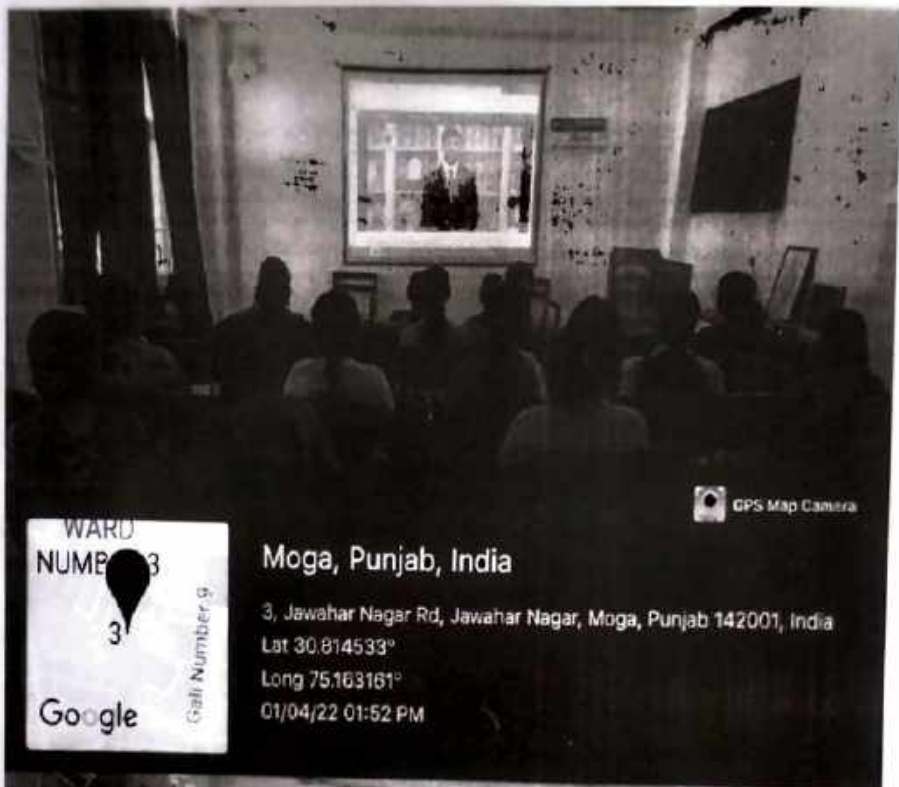 GPS Map Camera
WARD
NUMB 3
3
Gali Number 9
Google
Moga, Punjab, India
3, Jawahar Nagar Rd, Jawahar Nagar, Moga, Punjab 142001, India
Lat 30.814533°
Long 75.163161°
01/04/22 01:52 PM